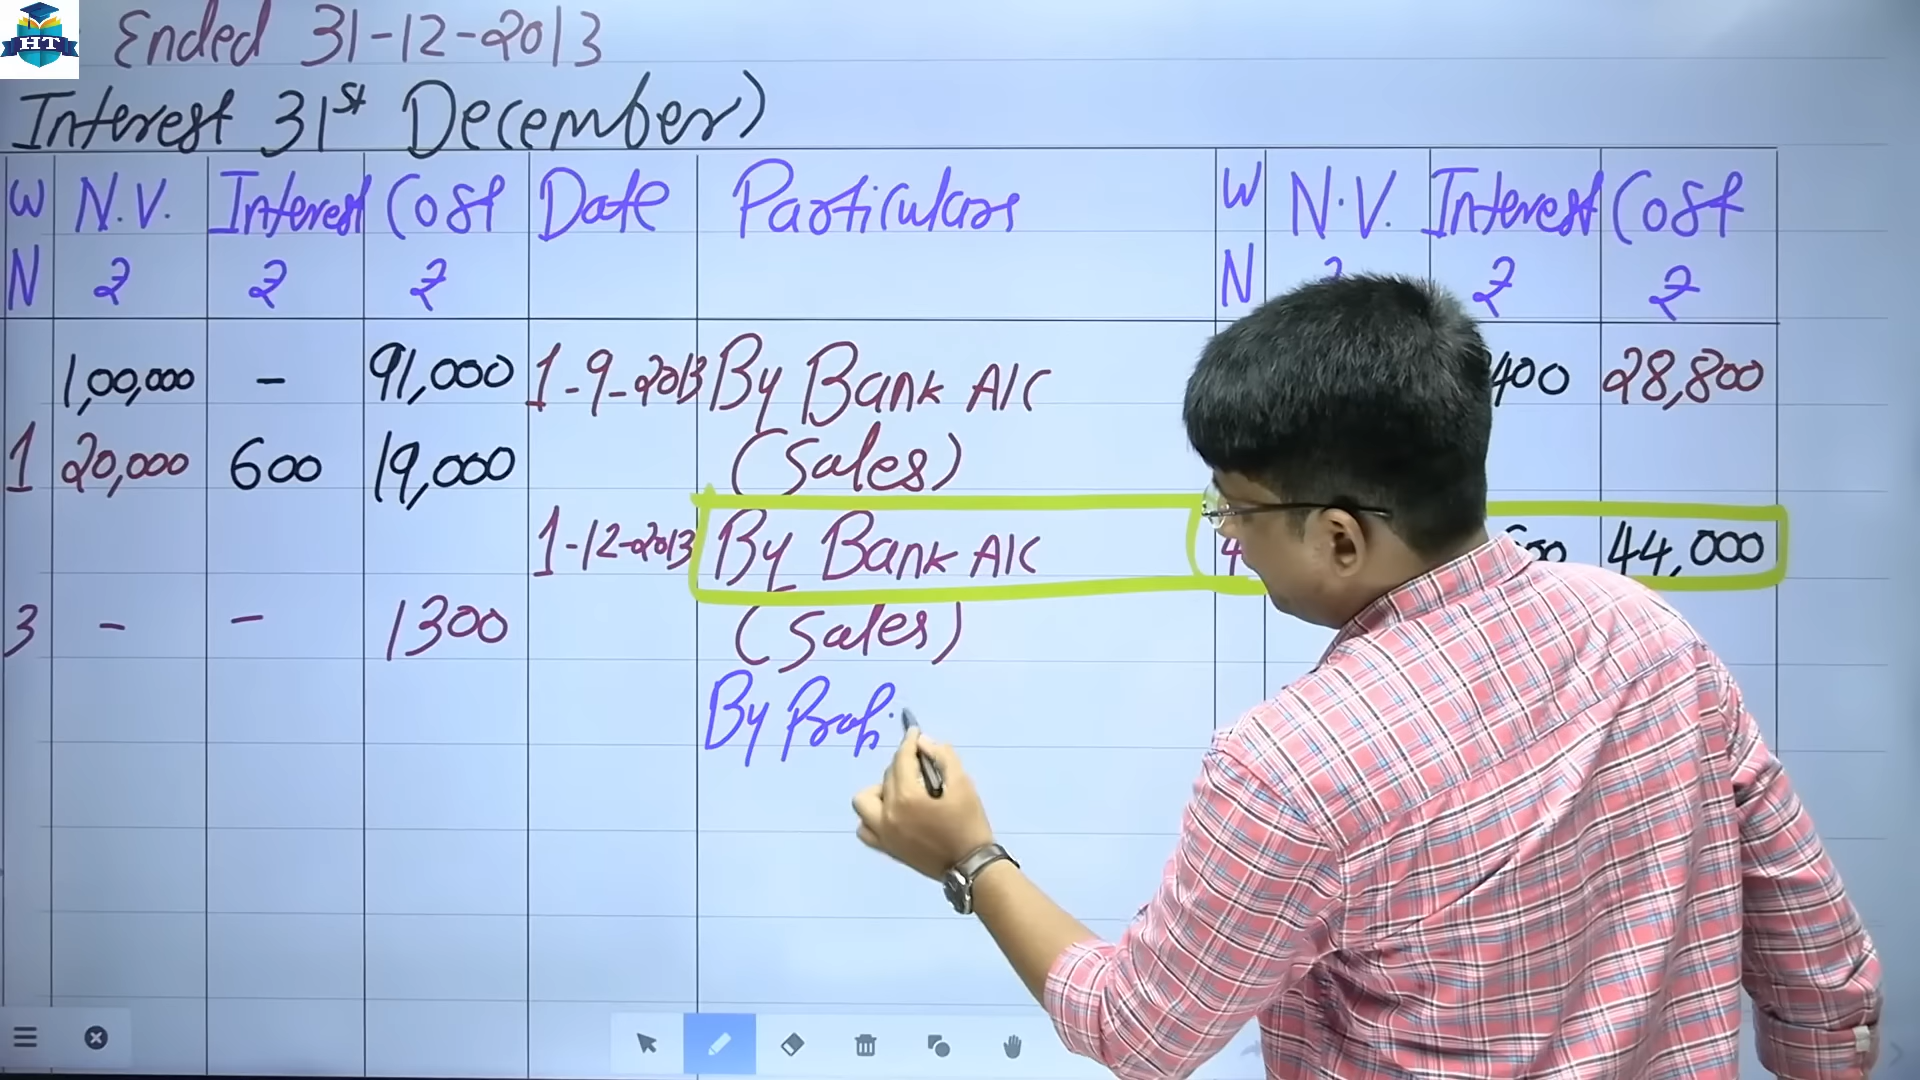 HT
Ended 31-12-2013
Interest 31st December)
W N N.V. ₹ Interest ₹ Cost ₹ Date Particulars W N N.V. Interest ₹ Cost ₹
1,00,000 - 91,000 1-9-2013 By Bank A/C 400 28,800
1 20,000 600 19,000 (Sales)
1-12-2013 By Bank A/C 44,000
3 - - 1300 (Sales)
By Profi